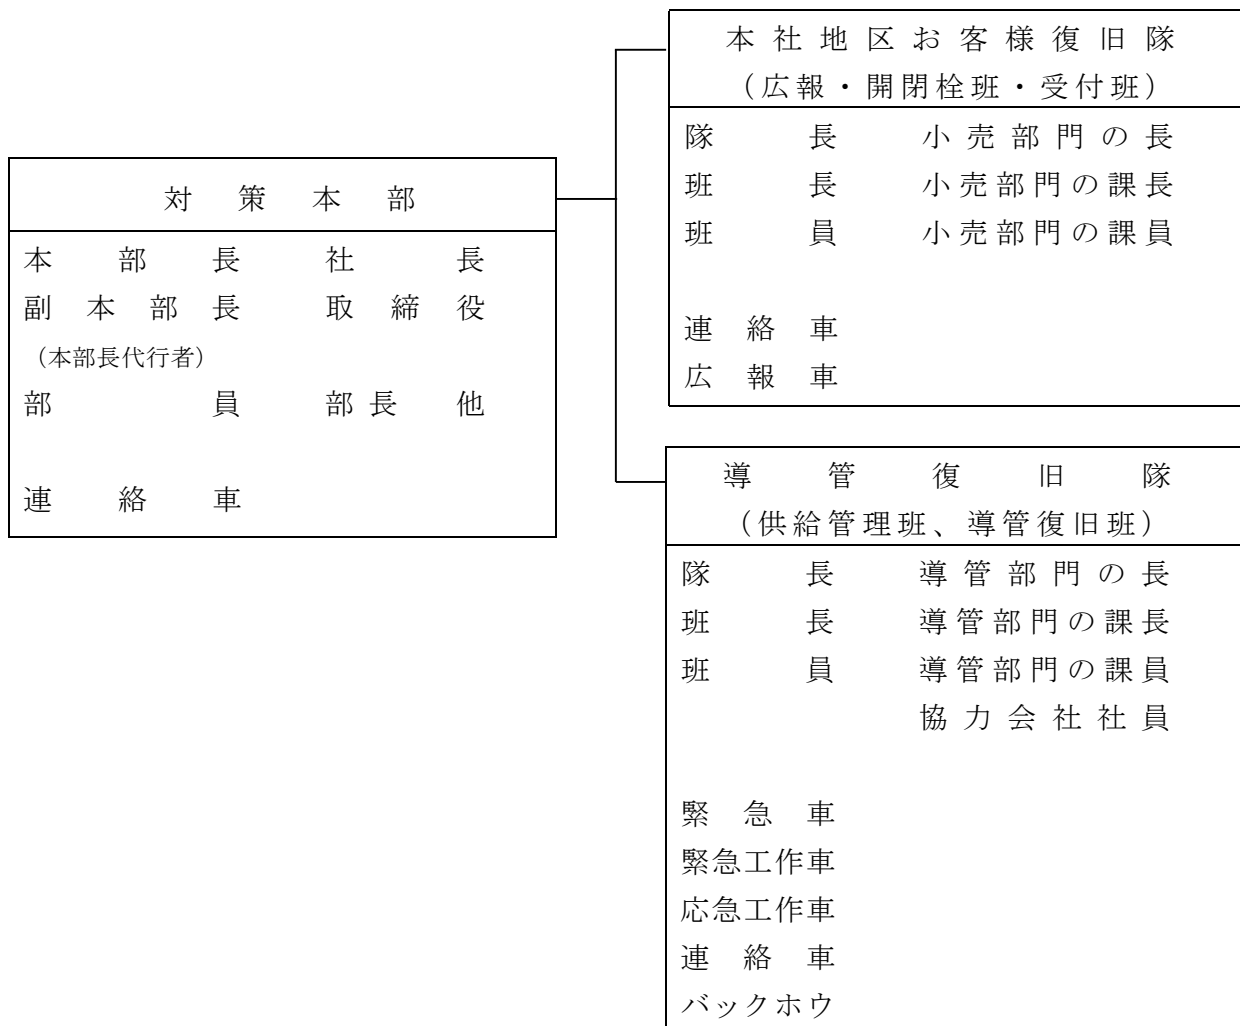 対策本部
本部長 社長
副本部長 取締役
(本部長代行者)
部員 部長他
連絡車
本社地区お客様復旧隊
(広報・開閉栓班・受付班)
隊長 小売部門の長
班長 小売部門の課長
班員 小売部門の課員
連絡車
広報車
導管復旧隊
(供給管理班、導管復旧班)
隊長 導管部門の長
班長 導管部門の課長
班員 導管部門の課員
協力会社社員
緊急車
緊急工作車
応急工作車
連絡車
バックホウ